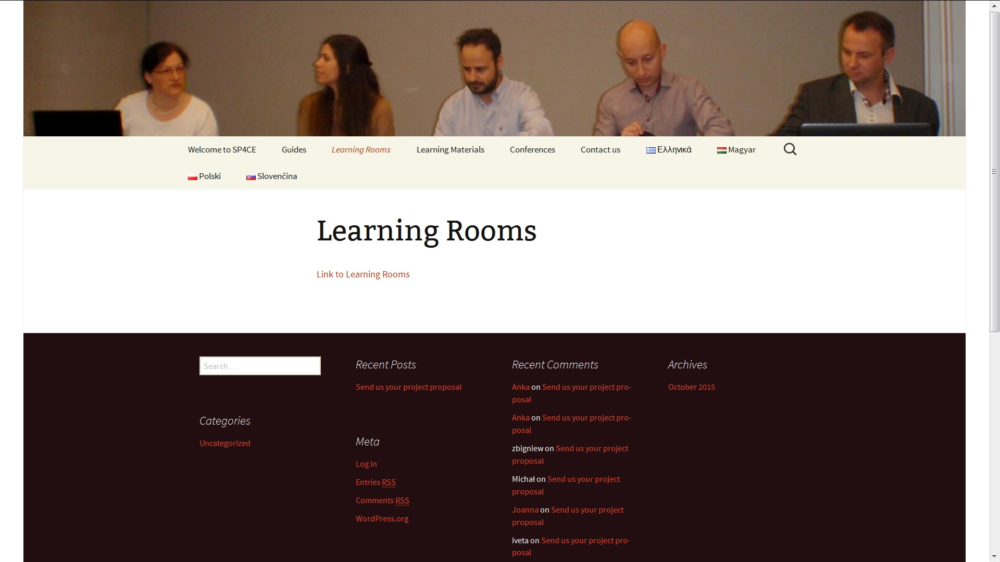 Welcome to SP4CE
Guides
Learning Rooms
Learning Materials
Conferences
Contact us
Ελληνικά
Magyar
Polski
Slovenčina
Learning Rooms
Link to Learning Rooms
Search …
Categories
Uncategorized
Recent Posts
Send us your project proposal
Meta
Log in
Entries RSS
Comments RSS
WordPress.org
Recent Comments
Anka on Send us your project pro-
posal
Anka on Send us your project pro-
posal
zbigniew on Send us your project
proposal
Michał on Send us your project
proposal
Joanna on Send us your project
proposal
iveta on Send us your project pro-
posal
Archives
October 2015